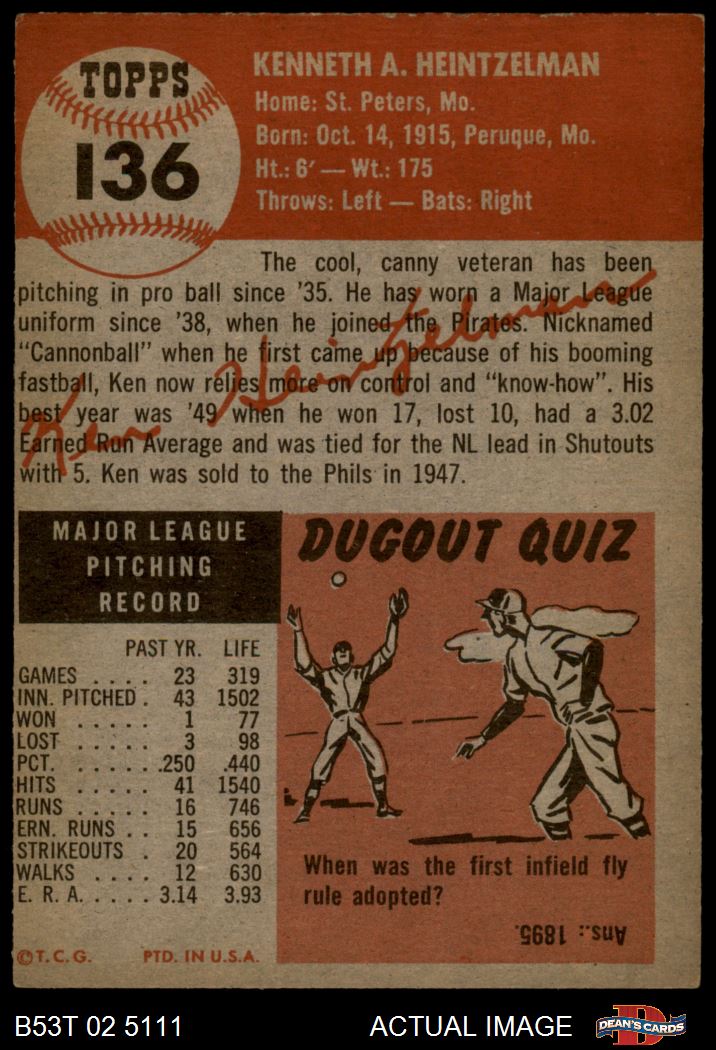 TOPPS
136
KENNETH A. HEINTZELMAN
Home: St. Peters, Mo.
Born: Oct. 14, 1915, Peruque, Mo.
Ht.: 6′ — Wt.: 175
Throws: Left — Bats: Right
The cool, canny veteran has been
pitching in pro ball since '35. He has worn a Major League
uniform since '38, when he joined the Pirates. Nicknamed
"Cannonball" when he first came up because of his booming
fastball, Ken now relies more on control and "know-how". His
best year was '49 when he won 17, lost 10, had a 3.02
Earned Run Average and was tied for the NL lead in Shutouts
with 5. Ken was sold to the Phils in 1947.
Ken Heintzelman
MAJOR LEAGUE
PITCHING
RECORD
PAST YR. LIFE
GAMES . . . . 23 319
INN. PITCHED . 43 1502
WON . . . . . 1 77
LOST . . . . . 3 98
PCT. . . . . . .250 .440
HITS . . . . . 41 1540
RUNS . . . . . 16 746
ERN. RUNS . . 15 656
STRIKEOUTS . 20 564
WALKS . . . . 12 630
E. R. A. . . . . 3.14 3.93
©T.C.G. PTD. IN U.S.A.
DUGOUT QUIZ
When was the first infield fly
rule adopted?
Ans.: 1895.
B53T 02 5111 ACTUAL IMAGE
D
DEAN'S CARDS